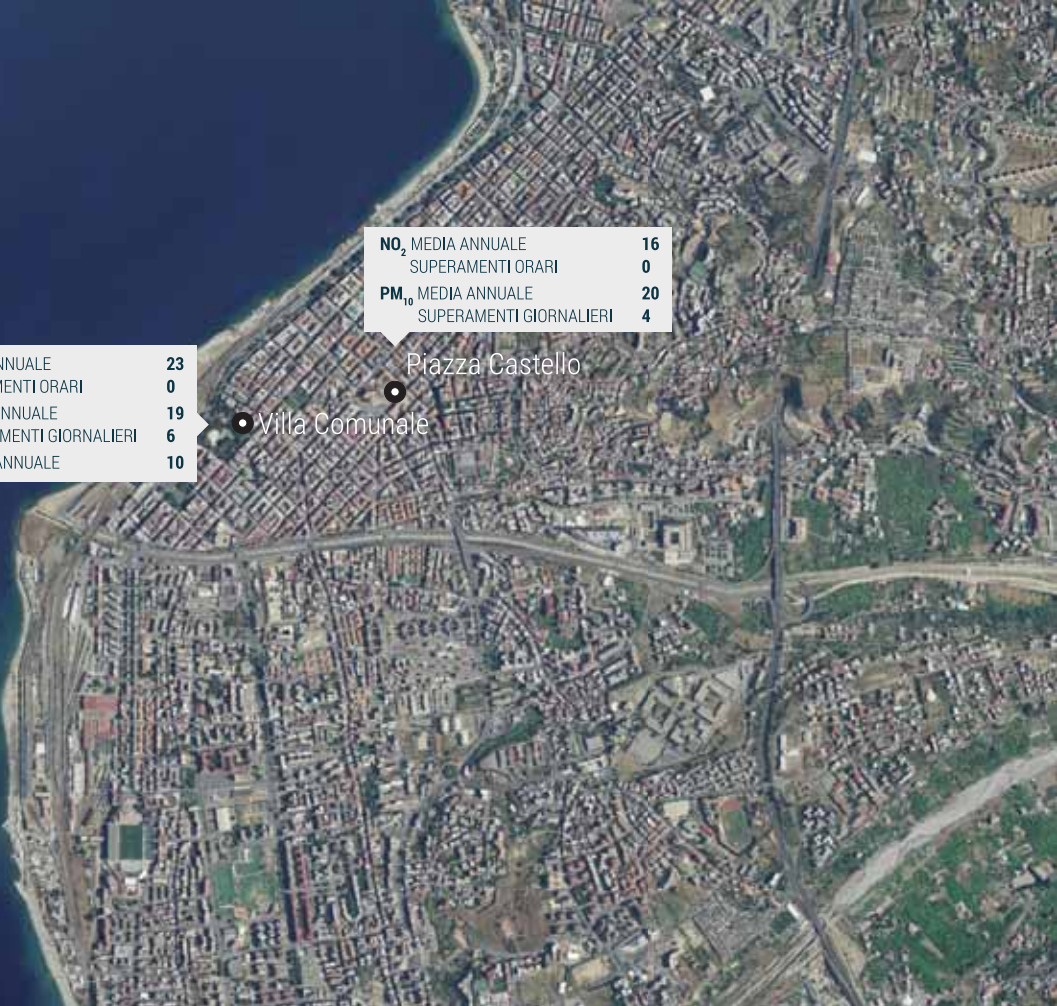 NO2 MEDIA ANNUALE 16
SUPERAMENTI ORARI 0
PM10 MEDIA ANNUALE 20
SUPERAMENTI GIORNALIERI 4
Piazza Castello
NNUALE 23
MENTI ORARI 0
NNUALE 19
MENTI GIORNALIERI 6
ANNUALE 10
Villa Comunale